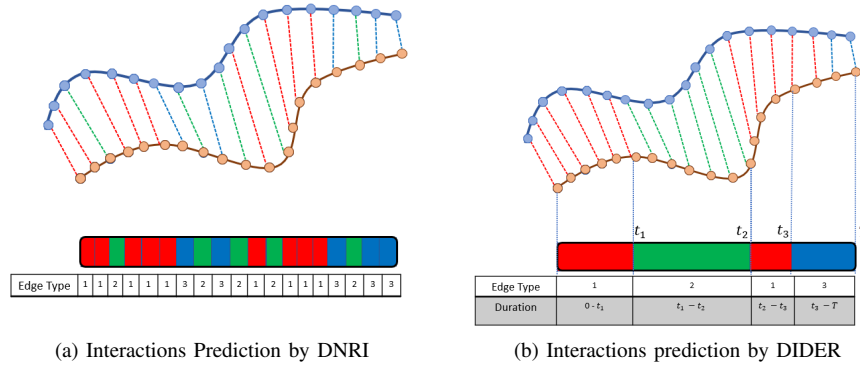 Edge Type 1 1 2 1 1 1 3 2 3 2 1 2 1 1 1 3 2 3 3
(a) Interactions Prediction by DNRI
t₁ t₂ t₃
Edge Type 1 2 1 3
Duration 0 - t₁ t₁ − t₂ t₂ − t₃ t₃ − T
(b) Interactions prediction by DIDER